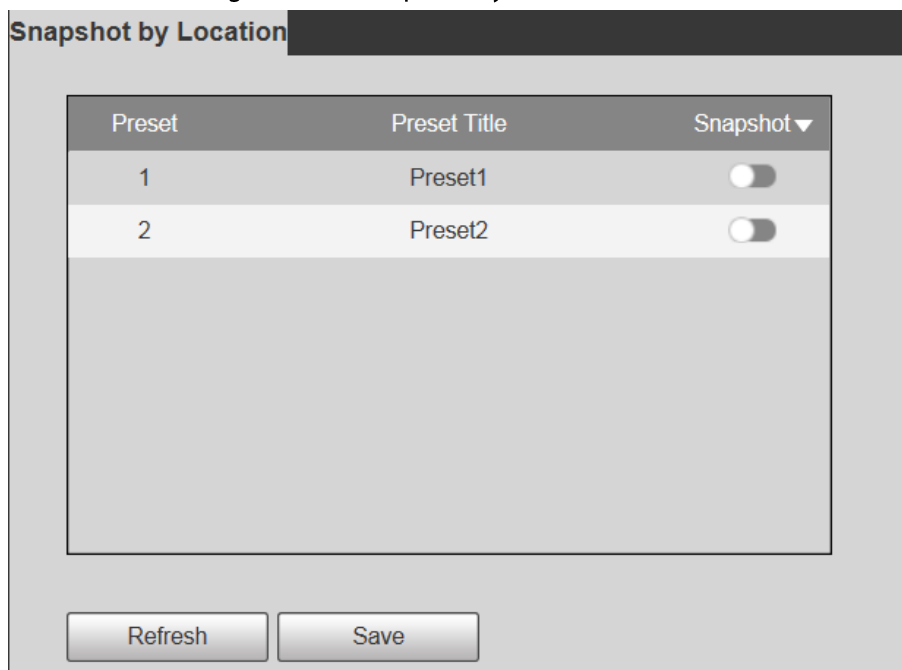 Snapshot by Location
Preset Preset Title Snapshot
1 Preset1
2 Preset2
Refresh Save